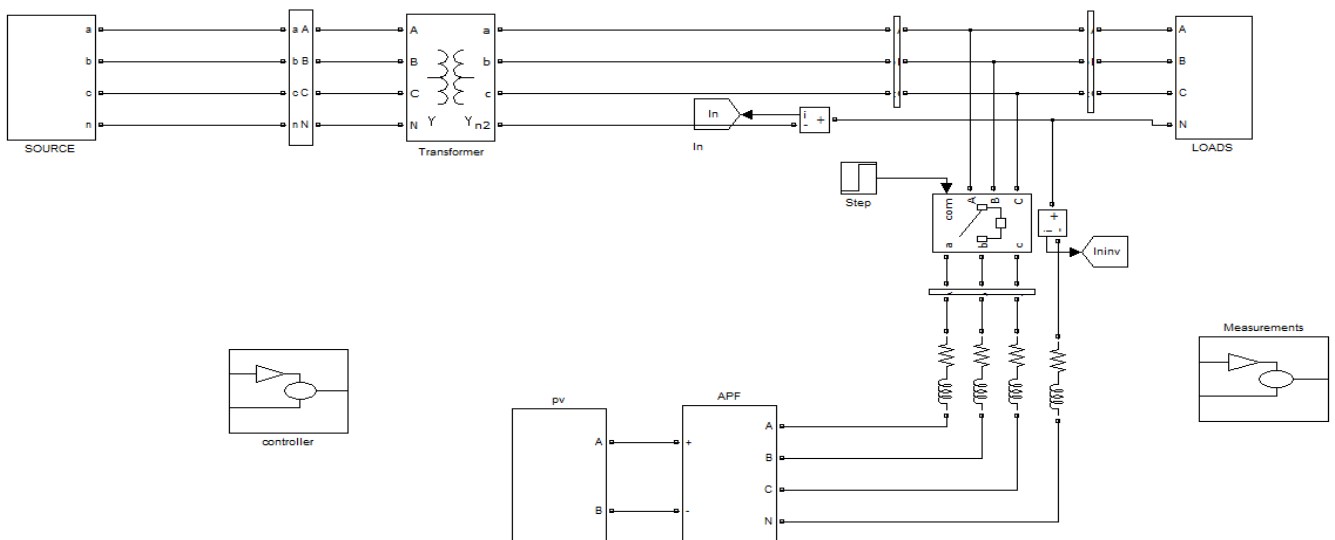 a
b
c
n
SOURCE
a A
b B
c C
n N
A
B
C
N
Y Y
a
b
c
n2
Transformer
In
In
i
-
+
A
B
C
N
LOADS
Step
com
A
B
C
a
b
c
+
i
-
Ininv
controller
Measurements
pv
A
B
APF
+
-
A
B
C
N